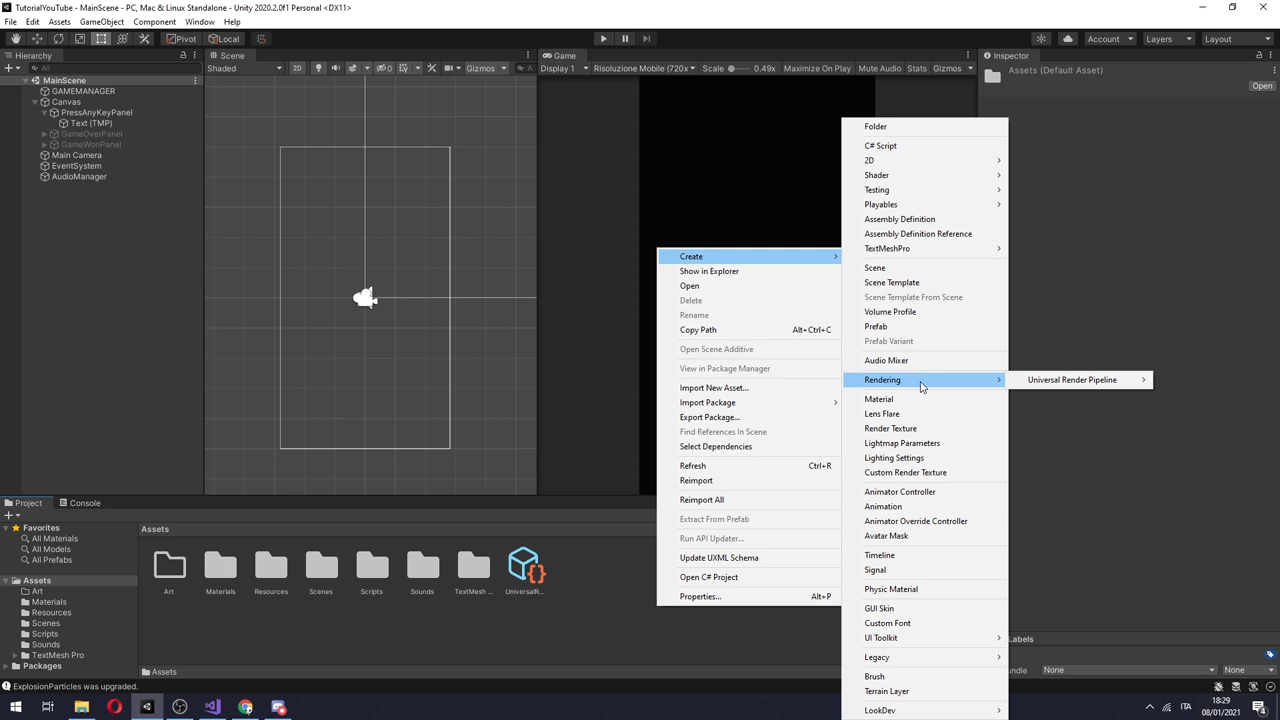 TutorialYouTube - MainScene - PC, Mac & Linux Standalone - Unity 2020.2.0f1 Personal <DX11>
File Edit Assets GameObject Component Window Help
Pivot Local Account Layers Layout
Hierarchy Scene Game Inspector
All Shaded 2D 0 Gizmos A Display 1 Risoluzione Mobile (720x Scale 0.49x Maximize On Play Mute Audio Stats Gizmos
Assets (Default Asset)
Open
MainScene
GAMEMANAGER
Canvas
PressAnyKeyPanel
Text (TMP)
GameOverPanel
GameWonPanel
Main Camera
EventSystem
AudioManager
Create
Show in Explorer
Open
Delete
Rename
Copy Path Alt+Ctrl+C
Open Scene Additive
View in Package Manager
Import New Asset...
Import Package
Export Package...
Find References In Scene
Select Dependencies
Refresh Ctrl+R
Reimport
Reimport All
Extract From Prefab
Run API Updater...
Update UXML Schema
Open C# Project
Properties... Alt+P
Folder
C# Script
2D
Shader
Testing
Playables
Assembly Definition
Assembly Definition Reference
TextMeshPro
Scene
Scene Template
Scene Template From Scene
Volume Profile
Prefab
Prefab Variant
Audio Mixer
Rendering
Material
Lens Flare
Render Texture
Lightmap Parameters
Lighting Settings
Custom Render Texture
Animator Controller
Animation
Animator Override Controller
Avatar Mask
Timeline
Signal
Physic Material
GUI Skin
Custom Font
UI Toolkit
Legacy
Brush
Terrain Layer
LookDev
Universal Render Pipeline
Project Console
Favorites
All Materials
All Models
All Prefabs
Assets
Art
Materials
Resources
Scenes
Scripts
Sounds
TextMesh Pro
Packages
Assets
Art Materials Resources Scenes Scripts Sounds TextMesh ... UniversalR...
Assets
Labels
undle None None
ExplosionParticles was upgraded.
ITA
18:29
08/01/2021